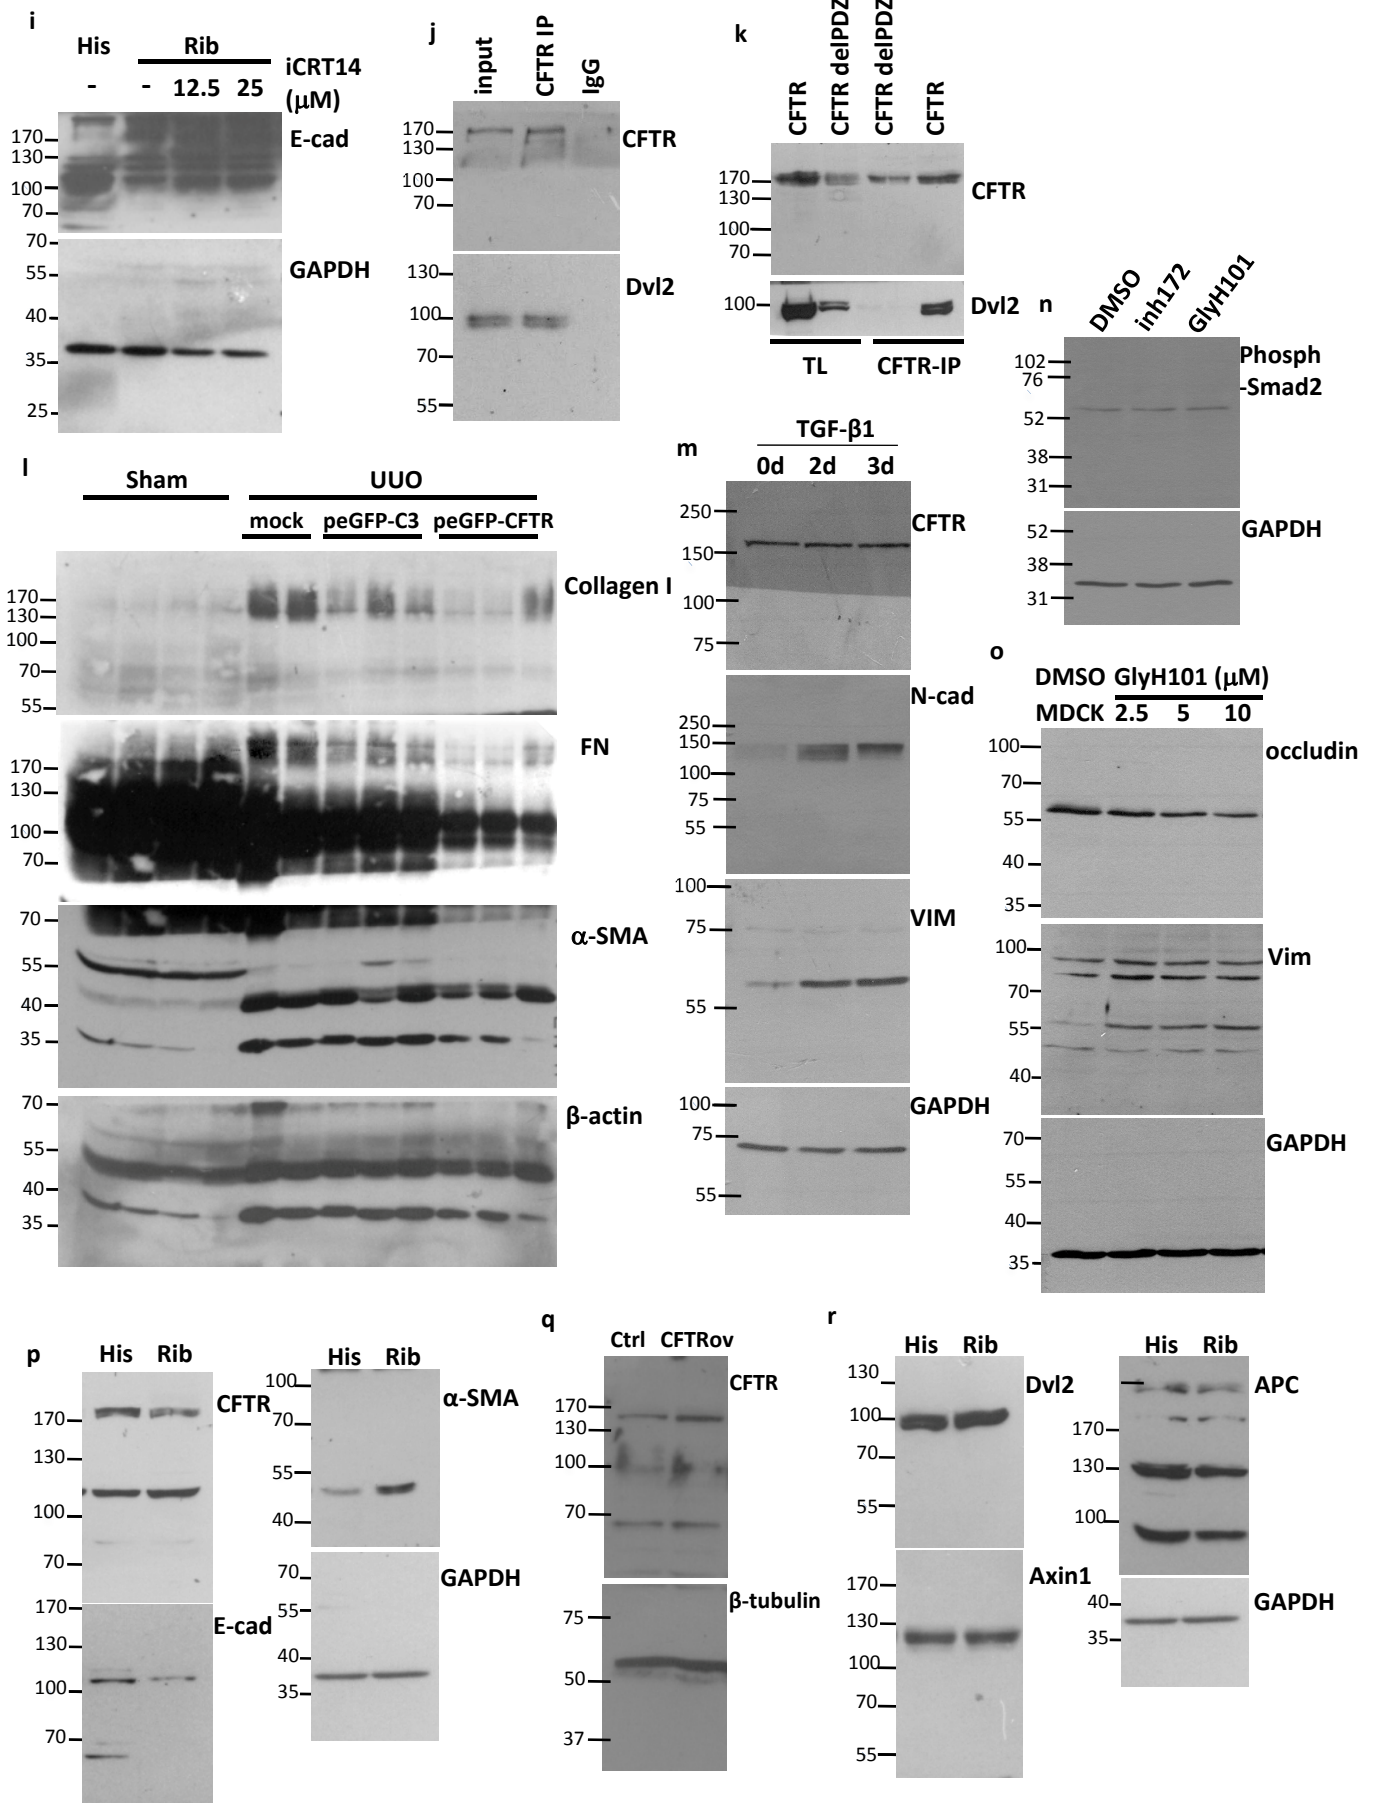 i
His Rib
iCRT14
(µM)
- - 12.5 25
E-cad
170
130
100
70
GAPDH
70
55
40
35
25
j
input
CFTR IP
IgG
CFTR
170
130
100
70
Dvl2
130
100
70
55
k
CFTR
CFTR delPDZ
CFTR delPDZ
CFTR
CFTR
170
130
100
70
100
Dvl2
TL CFTR-IP
l
Sham UUO
mock peGFP-C3 peGFP-CFTR
Collagen I
170
130
100
70
55
FN
170
130
100
70
α-SMA
70
55
40
35
β-actin
70
55
40
35
m
TGF-β1
0d 2d 3d
CFTR
250
150
100
75
N-cad
250
150
100
75
55
VIM
100
75
55
GAPDH
100
75
55
n
DMSO
inh172
GlyH101
Phosph
-Smad2
102
76
52
38
31
GAPDH
52
38
31
o
DMSO GlyH101 (µM)
MDCK 2.5 5 10
occludin
100
70
55
40
35
Vim
100
70
55
40
GAPDH
70
55
40
35
p
His Rib
CFTR
170
130
100
70
E-cad
170
130
100
70
His Rib
α-SMA
100
70
55
40
GAPDH
70
55
40
35
q
Ctrl CFTRov
CFTR
170
130
100
70
β-tubulin
75
50
37
r
His Rib
Dvl2
130
100
70
55
Axin1
170
130
100
70
55
His Rib
APC
170
130
100
GAPDH
40
35